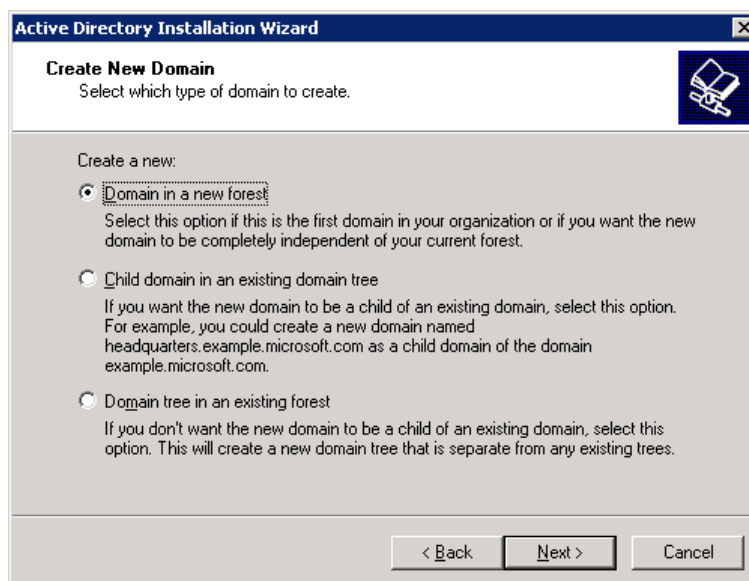 Active Directory Installation Wizard
Create New Domain
Select which type of domain to create.
Create a new:
Domain in a new forest
Select this option if this is the first domain in your organization or if you want the new
domain to be completely independent of your current forest.
Child domain in an existing domain tree
If you want the new domain to be a child of an existing domain, select this option.
For example, you could create a new domain named
headquarters.example.microsoft.com as a child domain of the domain
example.microsoft.com.
Domain tree in an existing forest
If you don't want the new domain to be a child of an existing domain, select this
option. This will create a new domain tree that is separate from any existing trees.
< Back
Next >
Cancel